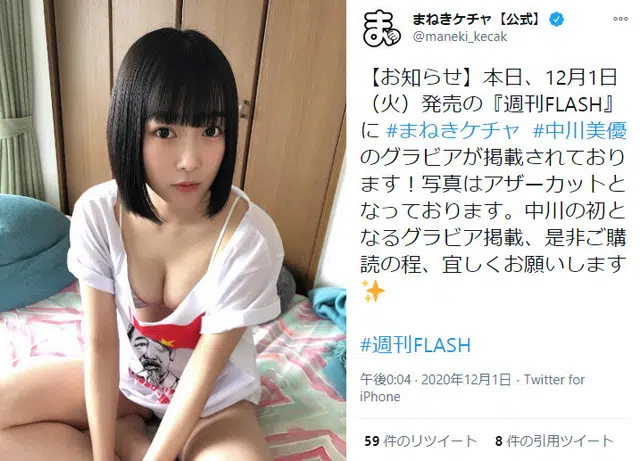 まねきケチャ【公式】
@maneki_kecak
【お知らせ】本日、12月1日
（火）発売の『週刊FLASH』
に #まねきケチャ #中川美優
のグラビアが掲載されており
ます！写真はアザーカットと
なっております。中川の初と
なるグラビア掲載、是非ご購
読の程、宜しくお願いします
✨
#週刊FLASH
午後0:04 · 2020年12月1日 · Twitter for
iPhone
59 件のリツイート 8 件の引用ツイート